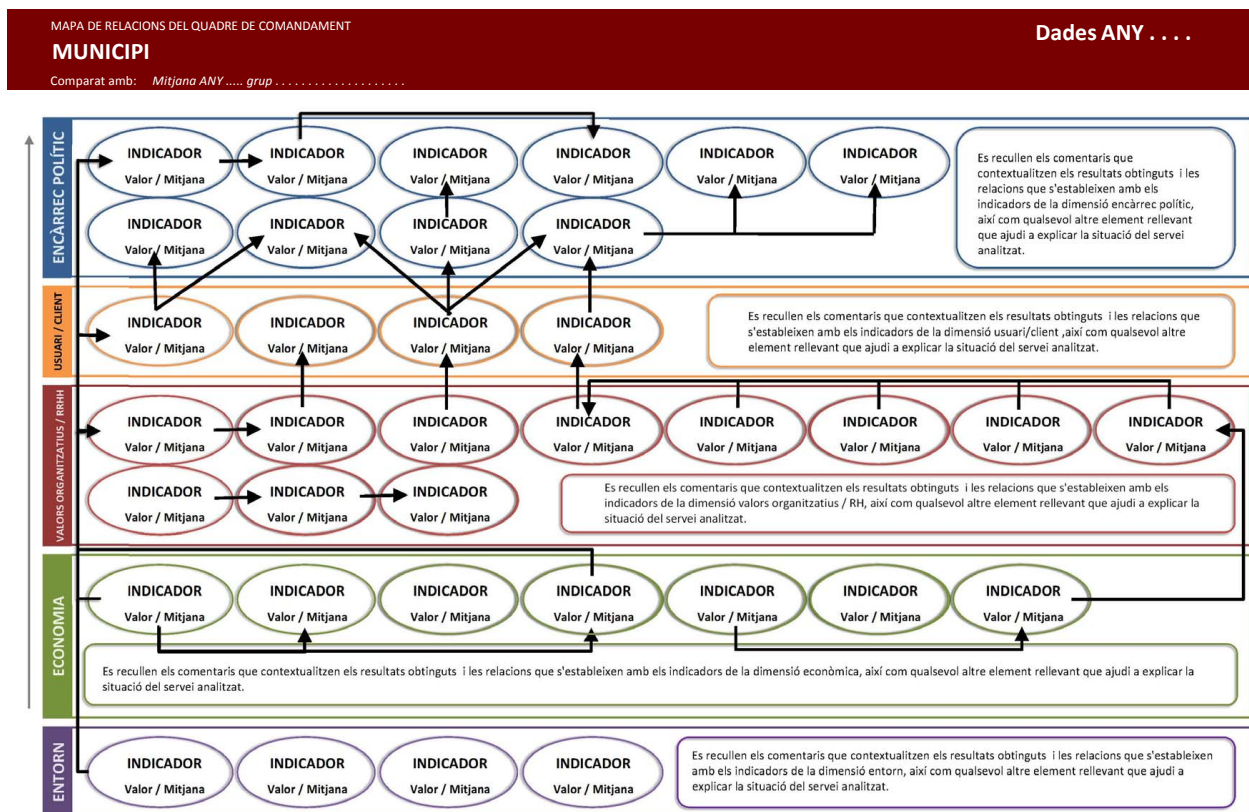 MAPA DE RELACIONS DEL QUADRE DE COMANDAMENT
MUNICIPI
Comparat amb: Mitjana ANY ..... grup . . . . . . . . . . . . . . . . . . . .
Dades ANY . . . .
ENCÀRREC POLÍTIC
INDICADOR INDICADOR INDICADOR INDICADOR INDICADOR INDICADOR
Valor / Mitjana Valor / Mitjana Valor / Mitjana Valor / Mitjana Valor / Mitjana Valor / Mitjana
INDICADOR INDICADOR INDICADOR INDICADOR
Valor / Mitjana Valor / Mitjana Valor / Mitjana Valor / Mitjana
Es recullen els comentaris que
contextualitzen els resultats obtinguts i les
relacions que s'estableixen amb els
indicadors de la dimensió encàrrec polític,
així com qualsevol altre element rellevant
que ajudi a explicar la situació del servei
analitzat.
USUARI / CLIENT
INDICADOR INDICADOR INDICADOR INDICADOR
Valor / Mitjana Valor / Mitjana Valor / Mitjana Valor / Mitjana
Es recullen els comentaris que contextualitzen els resultats obtinguts i les relacions que
s'estableixen amb els indicadors de la dimensió usuari/client ,així com qualsevol altre
element rellevant que ajudi a explicar la situació del servei analitzat.
VALORS ORGANITZATIUS / RRHH
INDICADOR INDICADOR INDICADOR INDICADOR INDICADOR INDICADOR INDICADOR INDICADOR
Valor / Mitjana Valor / Mitjana Valor / Mitjana Valor / Mitjana Valor / Mitjana Valor / Mitjana Valor / Mitjana Valor / Mitjana
INDICADOR INDICADOR INDICADOR
Valor / Mitjana Valor / Mitjana Valor / Mitjana
Es recullen els comentaris que contextualitzen els resultats obtinguts i les relacions que s'estableixen amb els
indicadors de la dimensió valors organitzatius / RH, així com qualsevol altre element rellevant que ajudi a explicar la
situació del servei analitzat.
ECONOMIA
INDICADOR INDICADOR INDICADOR INDICADOR INDICADOR INDICADOR INDICADOR
Valor / Mitjana Valor / Mitjana Valor / Mitjana Valor / Mitjana Valor / Mitjana Valor / Mitjana Valor / Mitjana
Es recullen els comentaris que contextualitzen els resultats obtinguts i les relacions que s'estableixen amb els indicadors de la dimensió econòmica, així com qualsevol altre element rellevant que ajudi a explicar la
situació del servei analitzat.
ENTORN
INDICADOR INDICADOR INDICADOR INDICADOR
Valor / Mitjana Valor / Mitjana Valor / Mitjana Valor / Mitjana
Es recullen els comentaris que contextualitzen els resultats obtinguts i les relacions que s'estableixen
amb els indicadors de la dimensió entorn, així com qualsevol altre element rellevant que ajudi a
explicar la situació del servei analitzat.